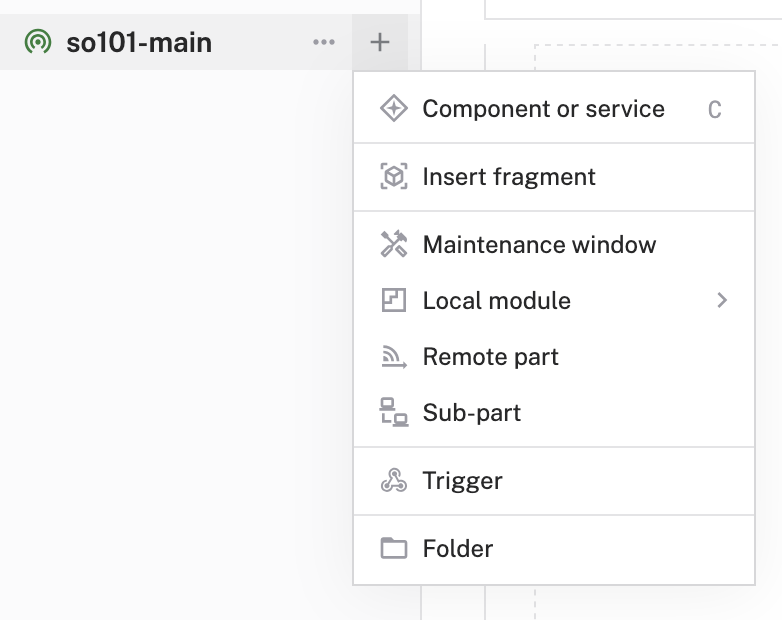 so101-main
Component or service C
Insert fragment
Maintenance window
Local module
Remote part
Sub-part
Trigger
Folder